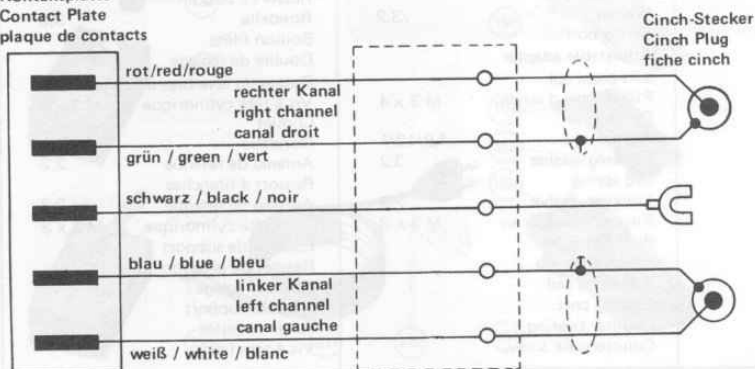 Contact Plate
plaque de contacts
Cinch-Stecker
Cinch Plug
fiche cinch
rot/red/rouge
rechter Kanal
right channel
canal droit
grün / green / vert
schwarz / black / noir
blau / blue / bleu
linker Kanal
left channel
canal gauche
weiß / white / blanc